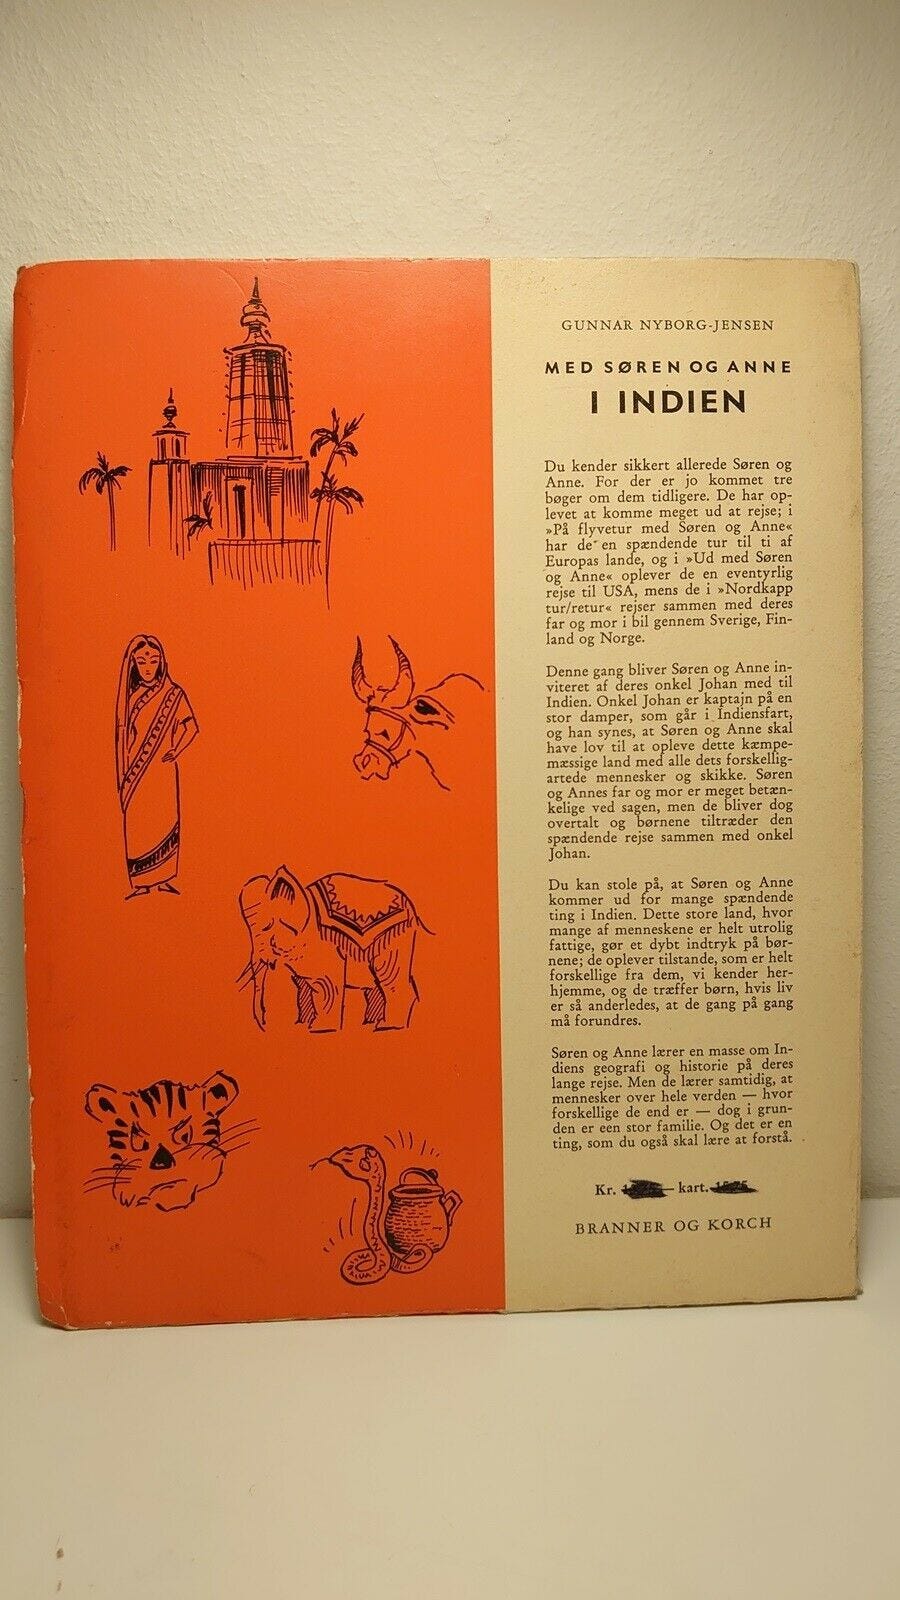 GUNNAR NYBORG-JENSEN
MED SØREN OG ANNE
I INDIEN
Du kender sikkert allerede Søren og
Anne. For der er jo kommet tre
bøger om dem tidligere. De har op-
levet at komme meget ud at rejse; i
»På flyvetur med Søren og Anne«
har de en spændende tur til ti af
Europas lande, og i »Ud med Søren
og Anne« oplever de en eventyrlig
rejse til USA, mens de i »Nordkapp
tur/retur« rejser sammen med deres
far og mor i bil gennem Sverige, Fin-
land og Norge.
Denne gang bliver Søren og Anne in-
viteret af deres onkel Johan med til
Indien. Onkel Johan er kaptajn på en
stor damper, som går i Indiensfart,
og han synes, at Søren og Anne skal
have lov til at opleve dette kæmpe-
mæssige land med alle dets forskellig-
artede mennesker og skikke. Søren
og Annes far og mor er meget betæn-
kelige ved sagen, men de bliver dog
overtalt og børnene tiltræder den
spændende rejse sammen med onkel
Johan.
Du kan stole på, at Søren og Anne
kommer ud for mange spændende
ting i Indien. Dette store land, hvor
mange af menneskene er helt utrolig
fattige, gør et dybt indtryk på bør-
nene; de oplever tilstande, som er helt
forskellige fra dem, vi kender her-
hjemme, og de træffer børn, hvis liv
er så anderledes, at de gang på gang
må forundres.
Søren og Anne lærer en masse om In-
diens geografi og historie på deres
lange rejse. Men de lærer samtidig, at
mennesker over hele verden — hvor
forskellige de end er — dog i grun-
den er een stor familie. Og det er en
ting, som du også skal lære at forstå.
Kr. kart.
BRANNER OG KORCH